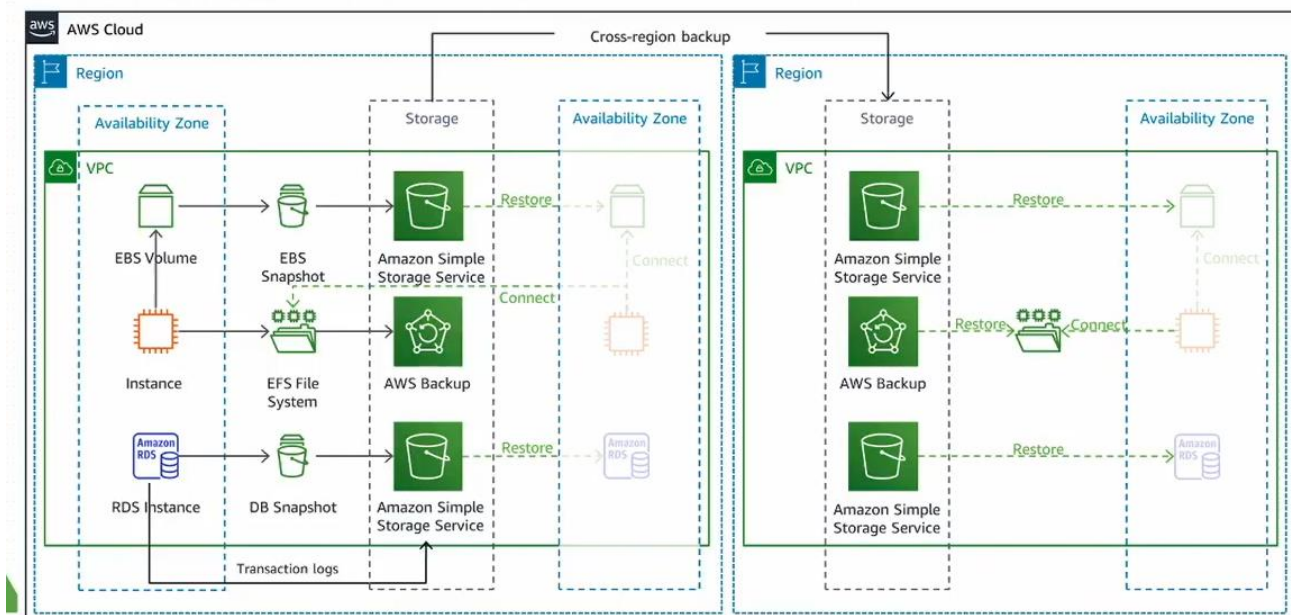 aws
AWS Cloud
Cross-region backup
Region
Availability Zone
Storage
Availability Zone
VPC
EBS Volume
EBS
Snapshot
Amazon Simple
Storage Service
Restore
Connect
Connect
Instance
EFS File
System
AWS Backup
Amazon
RDS
RDS Instance
DB Snapshot
Amazon Simple
Storage Service
Restore
Amazon
RDS
Transaction logs
Region
Storage
Availability Zone
VPC
Amazon Simple
Storage Service
Restore
Connect
AWS Backup
Restore
Connect
Amazon Simple
Storage Service
Restore
Amazon
RDS